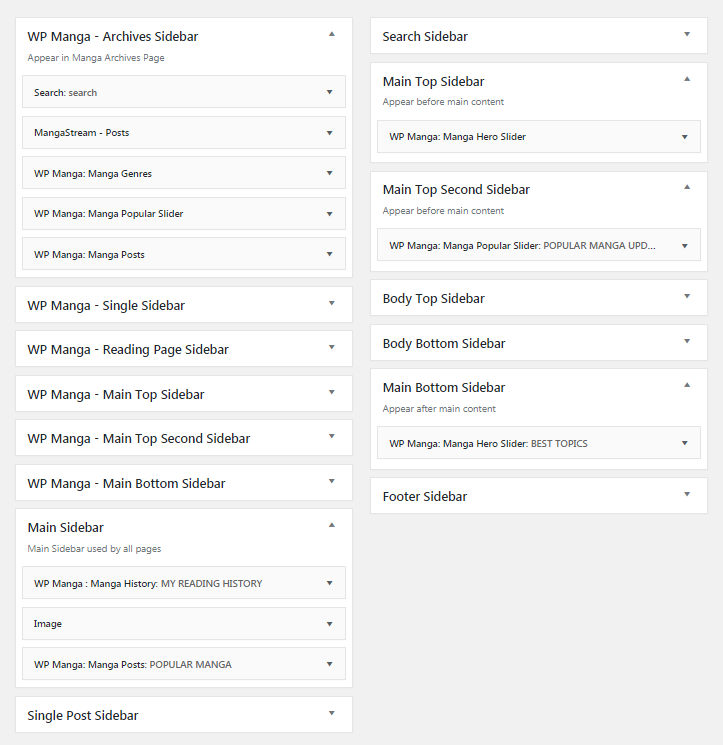 WP Manga - Archives Sidebar
Appear in Manga Archives Page
Search: search
MangaStream - Posts
WP Manga: Manga Genres
WP Manga: Manga Popular Slider
WP Manga: Manga Posts
WP Manga - Single Sidebar
WP Manga - Reading Page Sidebar
WP Manga - Main Top Sidebar
WP Manga - Main Top Second Sidebar
WP Manga - Main Bottom Sidebar
Main Sidebar
Main Sidebar used by all pages
WP Manga : Manga History: MY READING HISTORY
Image
WP Manga: Manga Posts: POPULAR MANGA
Single Post Sidebar
Search Sidebar
Main Top Sidebar
Appear before main content
WP Manga: Manga Hero Slider
Main Top Second Sidebar
Appear before main content
WP Manga: Manga Popular Slider: POPULAR MANGA UPD...
Body Top Sidebar
Body Bottom Sidebar
Main Bottom Sidebar
Appear after main content
WP Manga: Manga Hero Slider: BEST TOPICS
Footer Sidebar